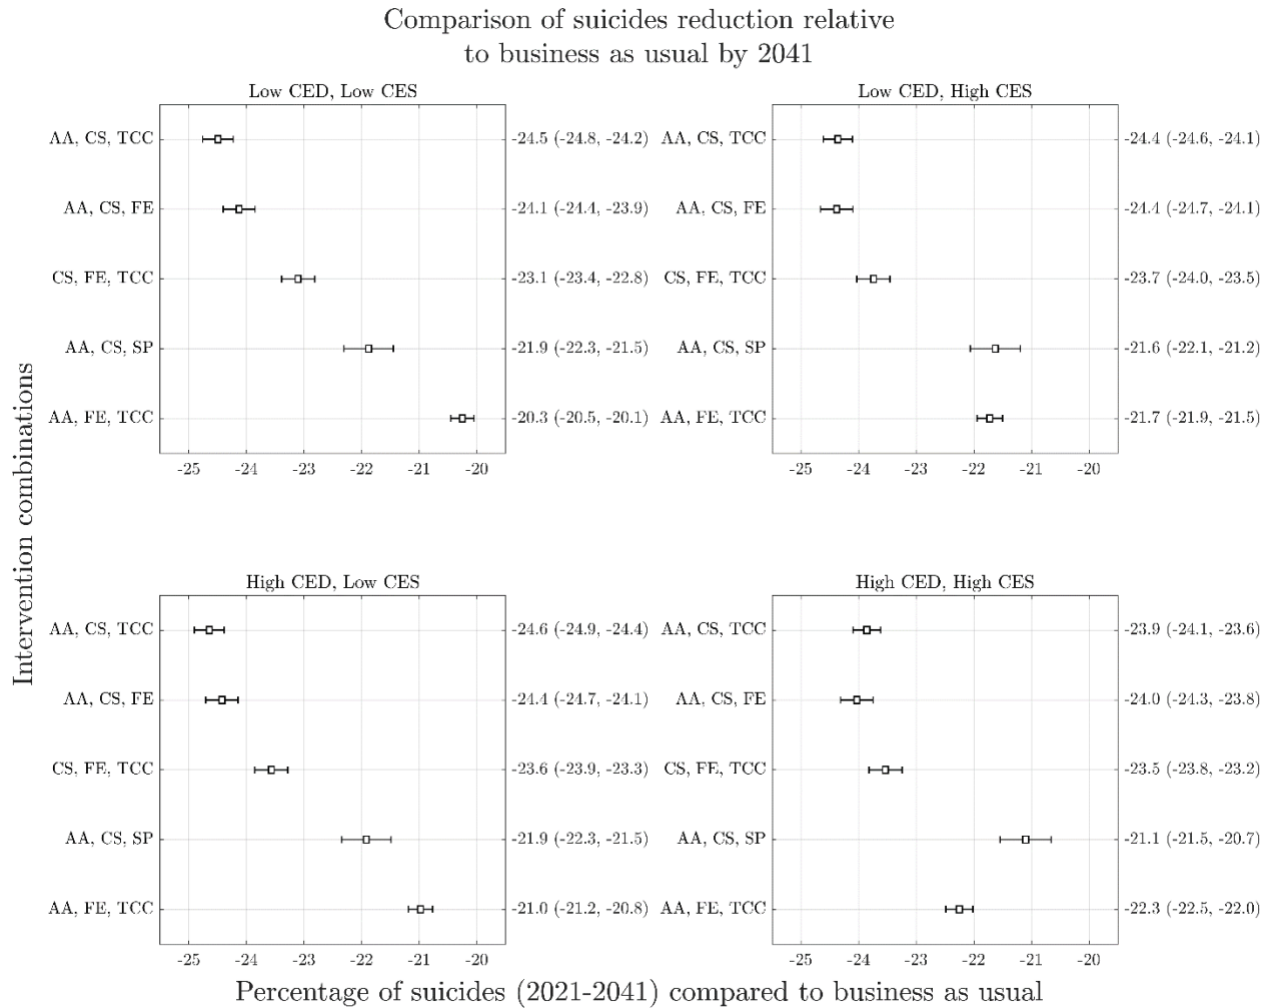 Comparison of suicides reduction relative
to business as usual by 2041
Low CED, Low CES
AA, CS, TCC -24.5 (-24.8, -24.2)
AA, CS, FE -24.1 (-24.4, -23.9)
CS, FE, TCC -23.1 (-23.4, -22.8)
AA, CS, SP -21.9 (-22.3, -21.5)
AA, FE, TCC -20.3 (-20.5, -20.1)
-25 -24 -23 -22 -21 -20
Low CED, High CES
AA, CS, TCC -24.4 (-24.6, -24.1)
AA, CS, FE -24.4 (-24.7, -24.1)
CS, FE, TCC -23.7 (-24.0, -23.5)
AA, CS, SP -21.6 (-22.1, -21.2)
AA, FE, TCC -21.7 (-21.9, -21.5)
-25 -24 -23 -22 -21 -20
Intervention combinations
High CED, Low CES
AA, CS, TCC -24.6 (-24.9, -24.4)
AA, CS, FE -24.4 (-24.7, -24.1)
CS, FE, TCC -23.6 (-23.9, -23.3)
AA, CS, SP -21.9 (-22.3, -21.5)
AA, FE, TCC -21.0 (-21.2, -20.8)
-25 -24 -23 -22 -21 -20
High CED, High CES
AA, CS, TCC -23.9 (-24.1, -23.6)
AA, CS, FE -24.0 (-24.3, -23.8)
CS, FE, TCC -23.5 (-23.8, -23.2)
AA, CS, SP -21.1 (-21.5, -20.7)
AA, FE, TCC -22.3 (-22.5, -22.0)
-25 -24 -23 -22 -21 -20
Percentage of suicides (2021-2041) compared to business as usual